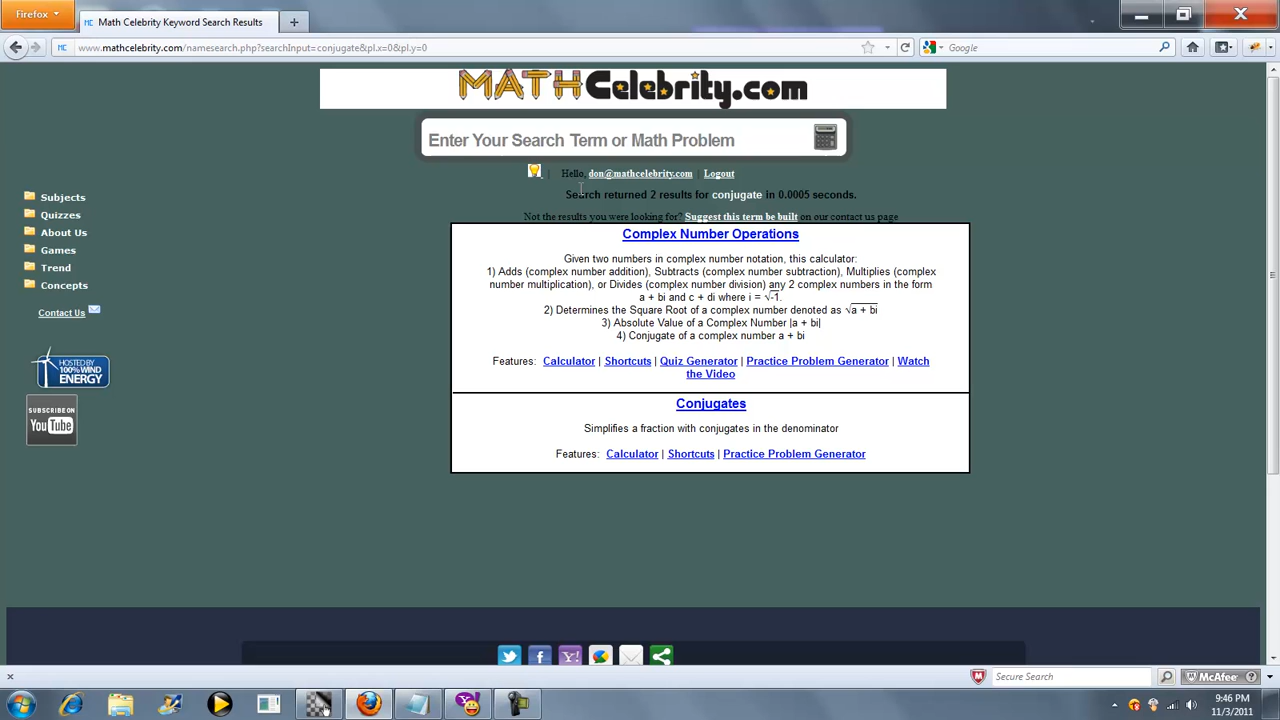 Firefox
Math Celebrity Keyword Search Results
www.mathcelebrity.com/namesearch.php?searchInput=conjugate&pl.x=0&pl.y=0
Google
MATHCelebrity.com
Enter Your Search Term or Math Problem
| Hello, don@mathcelebrity.com | Logout
Search returned 2 results for conjugate in 0.0005 seconds.
Not the results you were looking for? Suggest this term be built on our contact us page
Subjects
Quizzes
About Us
Games
Trend
Concepts
Contact Us
HOSTED BY
100% WIND
ENERGY
SUBSCRIBE ON
YouTube
Complex Number Operations
Given two numbers in complex number notation, this calculator:
1) Adds (complex number addition), Subtracts (complex number subtraction), Multiplies (complex
number multiplication), or Divides (complex number division) any 2 complex numbers in the form
a + bi and c + di where i = √-1.
2) Determines the Square Root of a complex number denoted as √a + bi
3) Absolute Value of a Complex Number |a + bi|
4) Conjugate of a complex number a + bi
Features: Calculator | Shortcuts | Quiz Generator | Practice Problem Generator | Watch
the Video
Conjugates
Simplifies a fraction with conjugates in the denominator
Features: Calculator | Shortcuts | Practice Problem Generator
Secure Search
McAfee
9:46 PM
11/3/2011